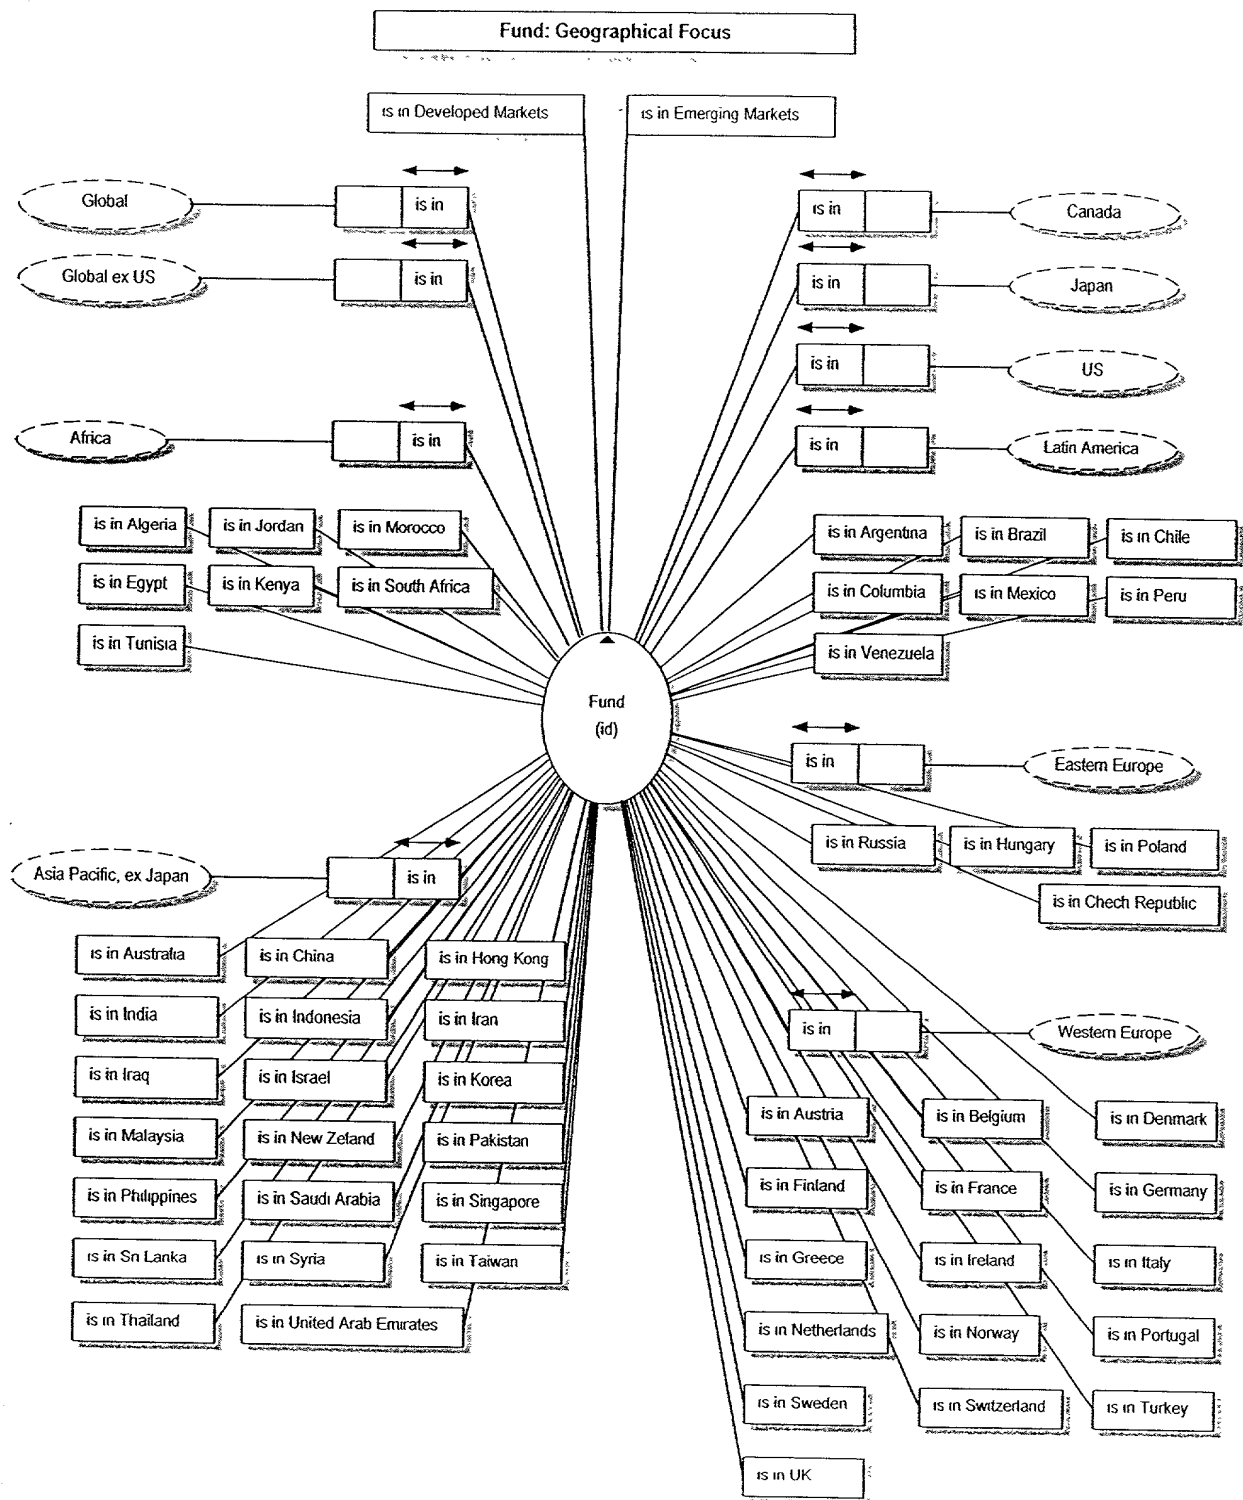 Fund: Geographical Focus
is in Developed Markets
is in Emerging Markets
Global
is in
is in
Canada
Global ex US
is in
is in
Japan
is in
US
Africa
is in
is in
Latin America
is in Algeria
is in Jordan
is in Morocco
is in Argentina
is in Brazil
is in Chile
is in Egypt
is in Kenya
is in South Africa
is in Columbia
is in Mexico
is in Peru
is in Tunisia
is in Venezuela
Fund
(id)
is in
Eastern Europe
is in Russia
is in Hungary
is in Poland
is in Chech Republic
Asia Pacific, ex Japan
is in
is in Australia
is in China
is in Hong Kong
is in India
is in Indonesia
is in Iran
is in
Western Europe
is in Iraq
is in Israel
is in Korea
is in Malaysia
is in New Zeland
is in Pakistan
is in Austria
is in Belgium
is in Denmark
is in Philippines
is in Saudi Arabia
is in Singapore
is in Finland
is in France
is in Germany
is in Sri Lanka
is in Syria
is in Taiwan
is in Greece
is in Ireland
is in Italy
is in Thailand
is in United Arab Emirates
is in Netherlands
is in Norway
is in Portugal
is in Sweden
is in Switzerland
is in Turkey
is in UK